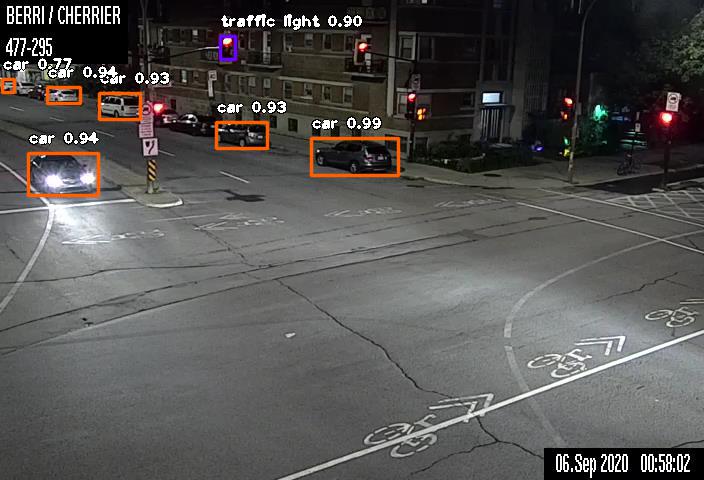 BERRI / CHERRIER
477-295
traffic light 0.90
car 0.77
car 0.94
car 0.93
car 0.93
car 0.99
car 0.94
06.Sep 2020 00:58:02